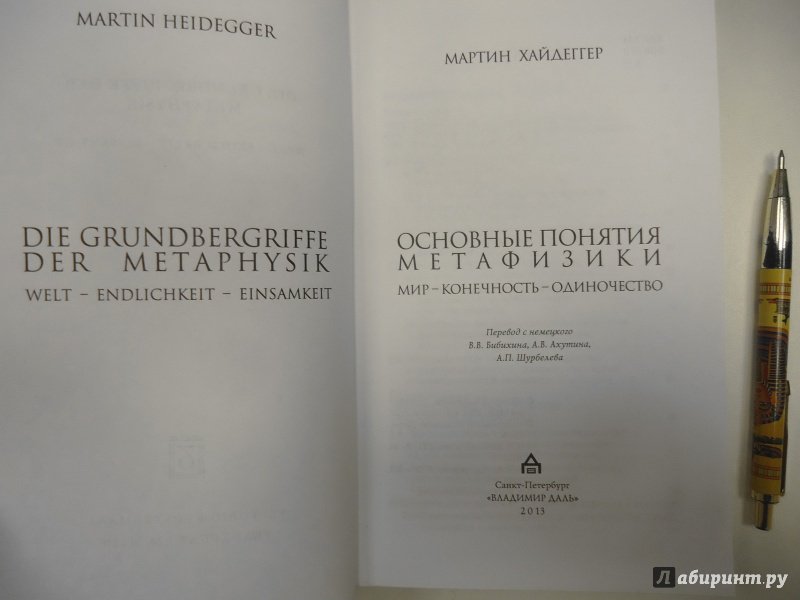 MARTIN HEIDEGGER
DIE GRUNDBERGRIFFE
DER METAPHYSIK
WELT – ENDLICHKEIT – EINSAMKEIT
МАРТИН ХАЙДЕГГЕР
ОСНОВНЫЕ ПОНЯТИЯ
МЕТАФИЗИКИ
МИР – КОНЕЧНОСТЬ – ОДИНОЧЕСТВО
Перевод с немецкого
В.В. Бибихина, А.В. Ахутина,
А.П. Шурбелева
Санкт-Петербург
«ВЛАДИМИР ДАЛЬ»
2013
Лабиринт.ру